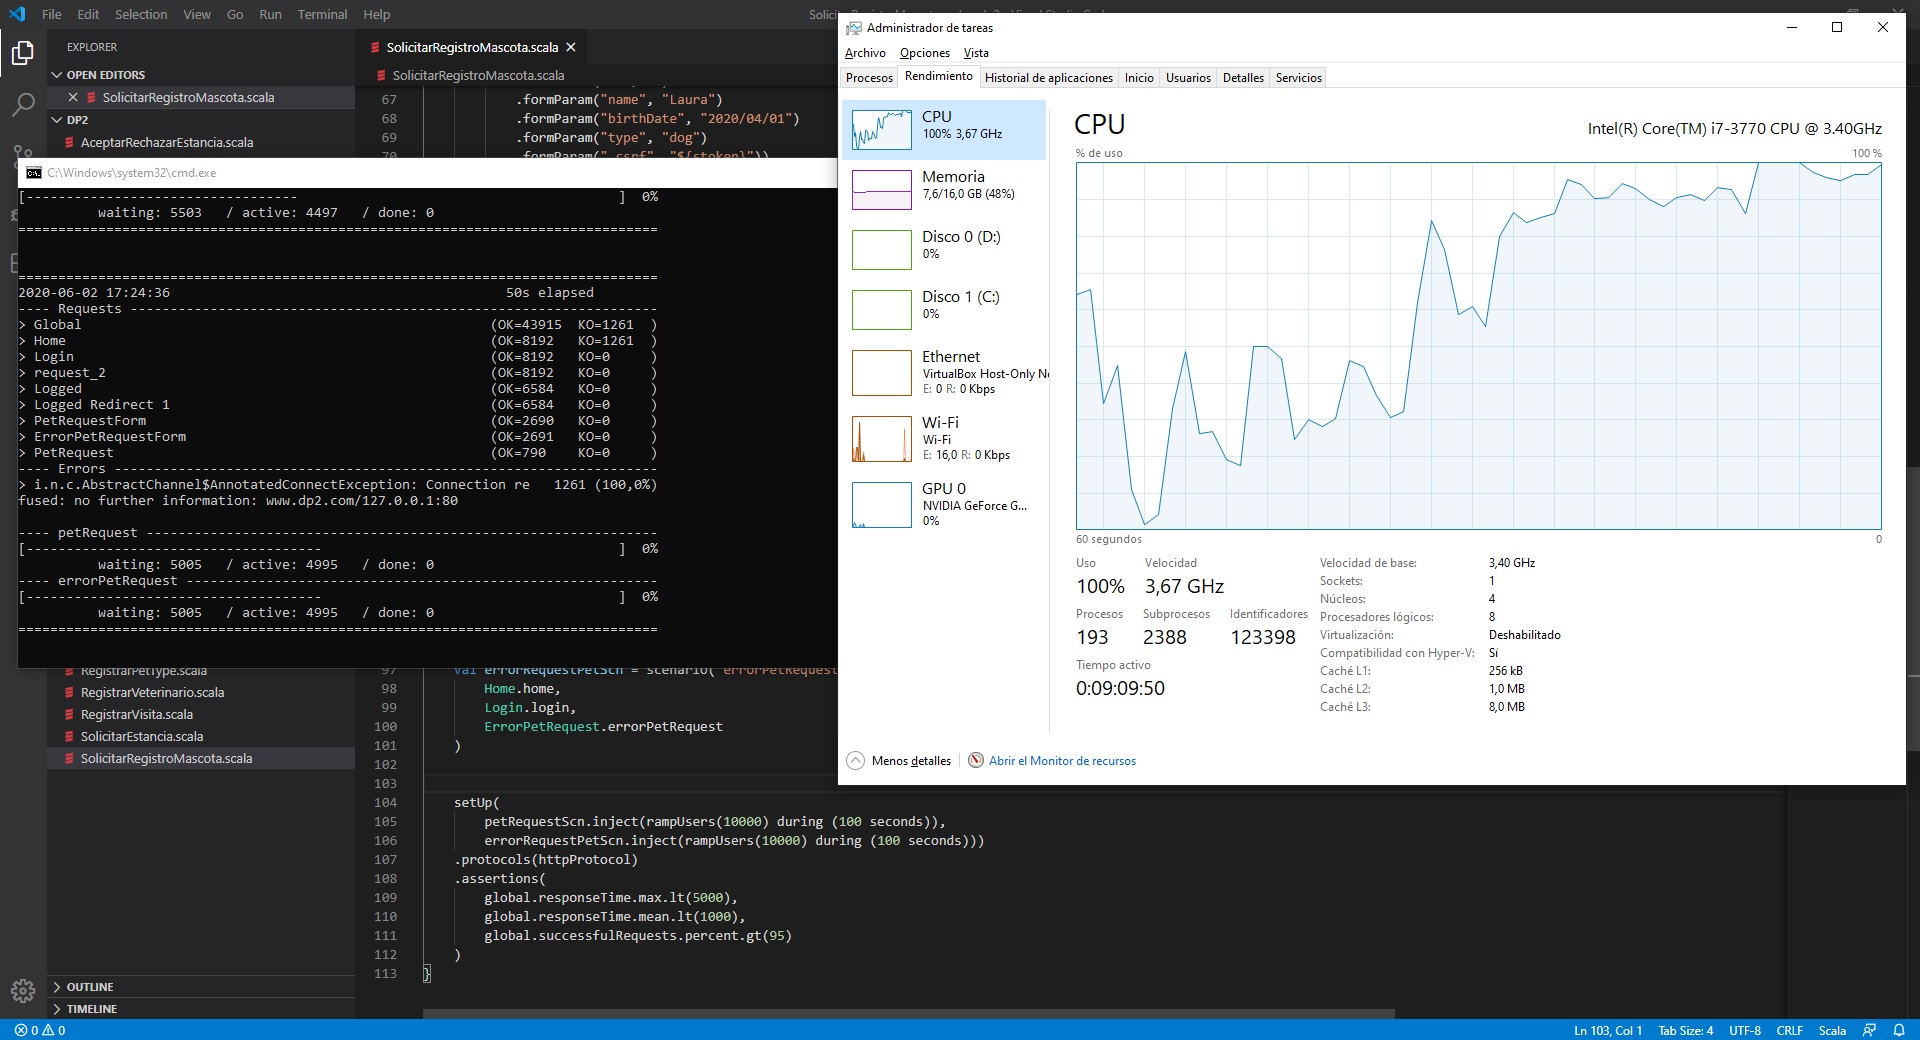 File Edit Selection View Go Run Terminal Help
EXPLORER
OPEN EDITORS
SolicitarRegistroMascota.scala
DP2
AceptarRechazarEstancia.scala
SolicitarRegistroMascota.scala
SolicitarRegistroMascota.scala
67 .formParam("name", "Laura")
68 .formParam("birthDate", "2020/04/01")
69 .formParam("type", "dog")
C:\Windows\system32\cmd.exe
[---------------------------------- ] 0%
waiting: 5503 / active: 4497 / done: 0
================================================================================
================================================================================
2020-06-02 17:24:36 50s elapsed
---- Requests ------------------------------------------------------------------
> Global (OK=43915 KO=1261 )
> Home (OK=8192 KO=1261 )
> Login (OK=8192 KO=0 )
> request_2 (OK=8192 KO=0 )
> Logged (OK=6584 KO=0 )
> Logged Redirect 1 (OK=6584 KO=0 )
> PetRequestForm (OK=2690 KO=0 )
> ErrorPetRequestForm (OK=2691 KO=0 )
> PetRequest (OK=790 KO=0 )
---- Errors --------------------------------------------------------------------
> i.n.c.AbstractChannel$AnnotatedConnectException: Connection re 1261 (100,0%)
fused: no further information: www.dp2.com/127.0.0.1:80
---- petRequest ----------------------------------------------------------------
[------------------------------------- ] 0%
waiting: 5005 / active: 4995 / done: 0
---- errorPetRequest -----------------------------------------------------------
[------------------------------------- ] 0%
waiting: 5005 / active: 4995 / done: 0
================================================================================
RegistrarPetType.scala
RegistrarVeterinario.scala
RegistrarVisita.scala
SolicitarEstancia.scala
SolicitarRegistroMascota.scala
OUTLINE
TIMELINE
97 val errorRequestPetScn = scenario("errorPetRequest
98 Home.home,
99 Login.login,
100 ErrorPetRequest.errorPetRequest
101 )
102
103
104 setUp(
105 petRequestScn.inject(rampUsers(10000) during (100 seconds)),
106 errorRequestPetScn.inject(rampUsers(10000) during (100 seconds)))
107 .protocols(httpProtocol)
108 .assertions(
109 global.responseTime.max.lt(5000),
110 global.responseTime.mean.lt(1000),
111 global.successfulRequests.percent.gt(95)
112 )
113 }
Administrador de tareas
Archivo Opciones Vista
Procesos Rendimiento Historial de aplicaciones Inicio Usuarios Detalles Servicios
CPU
100% 3,67 GHz
Memoria
7,6/16,0 GB (48%)
Disco 0 (D:)
0%
Disco 1 (C:)
0%
Ethernet
VirtualBox Host-Only
E: 0 R: 0 Kbps
Wi-Fi
Wi-Fi
E: 16,0 R: 0 Kbps
GPU 0
NVIDIA GeForce G...
0%
CPU
Intel(R) Core(TM) i7-3770 CPU @ 3.40GHz
% de uso 100 %
60 segundos 0
Uso Velocidad
100% 3,67 GHz
Procesos Subprocesos Identificadores
193 2388 123398
Tiempo activo
0:09:09:50
Velocidad de base: 3,40 GHz
Sockets: 1
Núcleos: 4
Procesadores lógicos: 8
Virtualización: Deshabilitado
Compatibilidad con Hyper-V: Sí
Caché L1: 256 kB
Caché L2: 1,0 MB
Caché L3: 8,0 MB
Menos detalles Abrir el Monitor de recursos
0 0
Ln 103, Col 1 Tab Size: 4 UTF-8 CRLF Scala